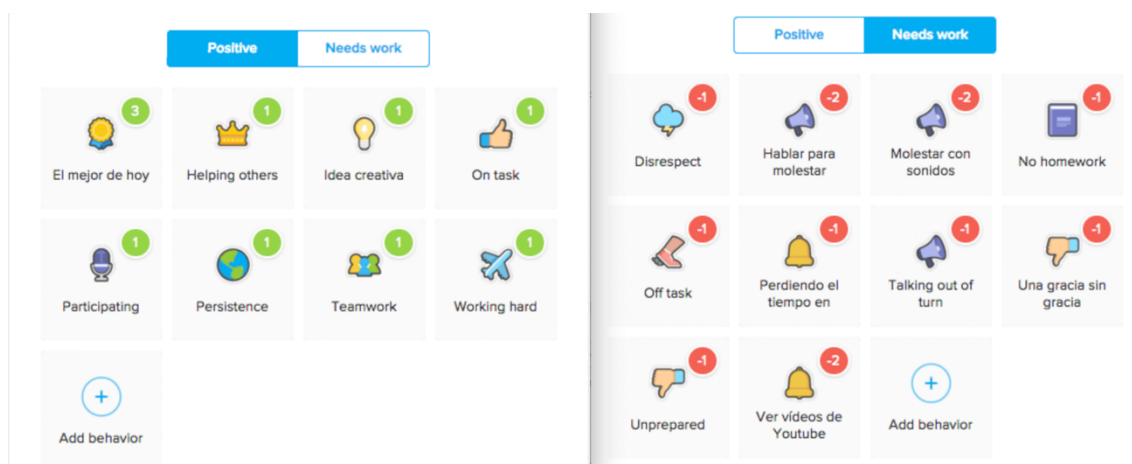 Positive
Needs work
3
1
1
1
El mejor de hoy
Helping others
Idea creativa
On task
1
1
1
1
Participating
Persistence
Teamwork
Working hard
Add behavior
Positive
Needs work
-1
-2
-2
-1
Disrespect
Hablar para
molestar
Molestar con
sonidos
No homework
-1
-1
-1
-1
Off task
Perdiendo el
tiempo en
Talking out of
turn
Una gracia sin
gracia
-1
-2
Unprepared
Ver vídeos de
Youtube
Add behavior